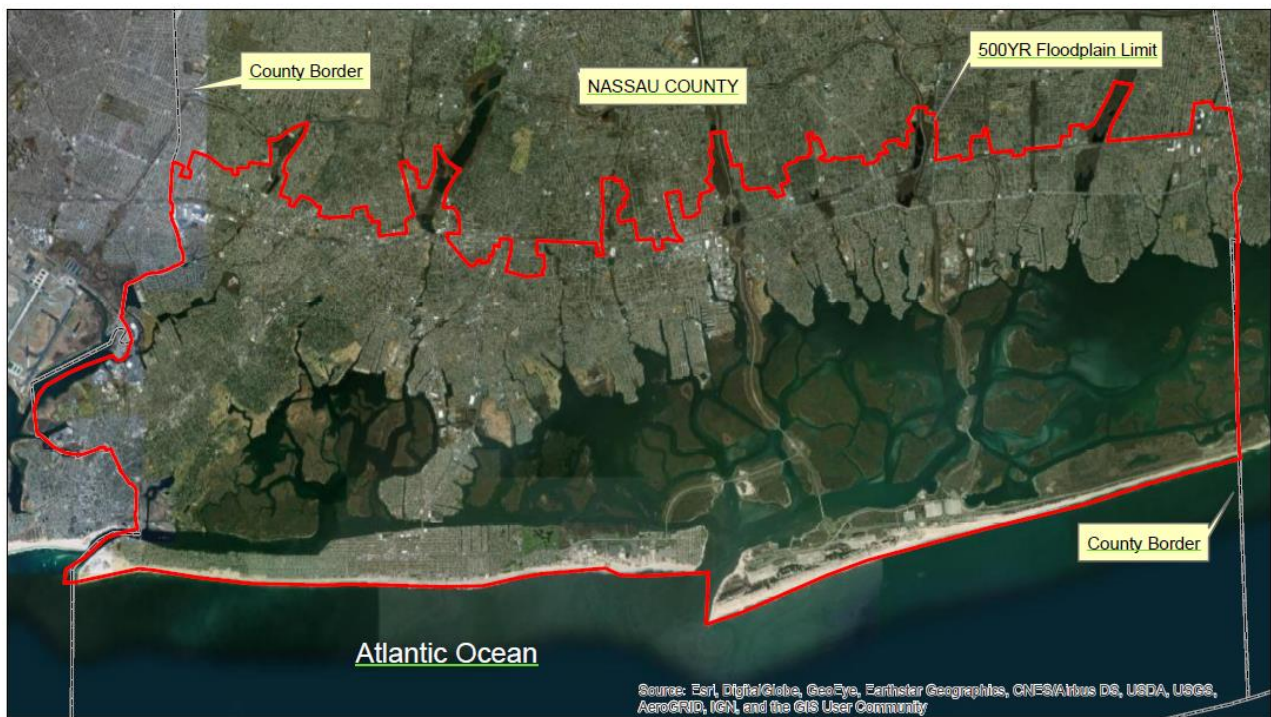 500YR Floodplain Limit
County Border
NASSAU COUNTY
County Border
Atlantic Ocean
Source: Esri, DigitalGlobe, GeoEye, Earthstar Geographics, CNES/Airbus DS, USDA, USGS,
AeroGRID, IGN, and the GIS User Community